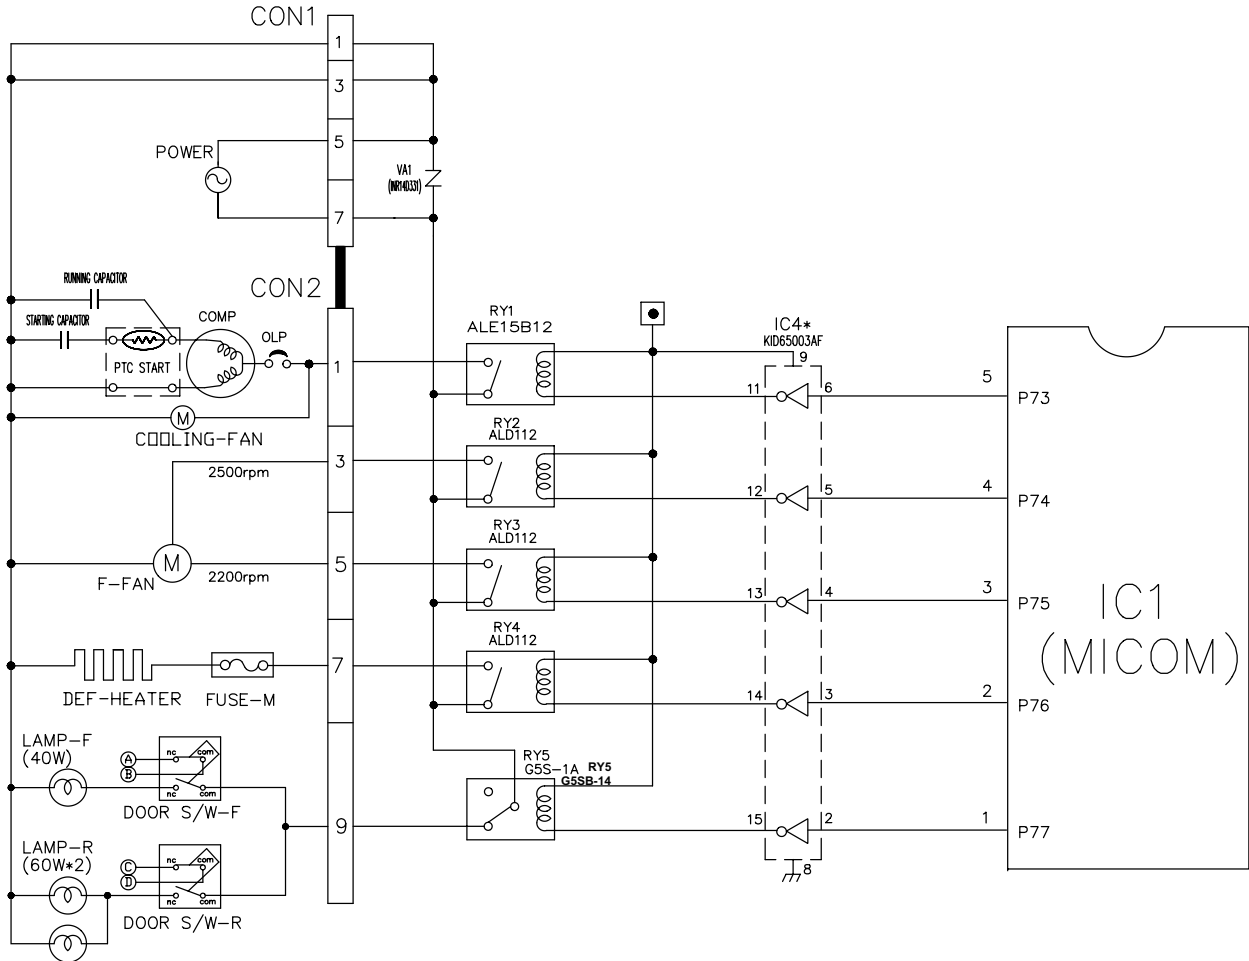 CON1
1
3
5
7
POWER
VA1
(INR14D331)
CON2
RUNNING CAPACITOR
STARTING CAPACITOR
COMP
OLP
PTC START
1
M
COOLING-FAN
3
2500rpm
M
F-FAN
2200rpm
5
DEF-HEATER
FUSE-M
7
LAMP-F
(40W)
A
B
nc
com
nc
com
DOOR S/W-F
9
LAMP-R
(60W*2)
C
D
nc
com
nc
com
DOOR S/W-R
RY1
ALE15B12
RY2
ALD112
RY3
ALD112
RY4
ALD112
RY5
G5S-1A
RY5
G5SB-14
IC4*
KID65003AF
9
11
6
12
5
13
4
14
3
15
2
8
5
P73
4
P74
3
P75
2
P76
1
P77
IC1
(MICOM)